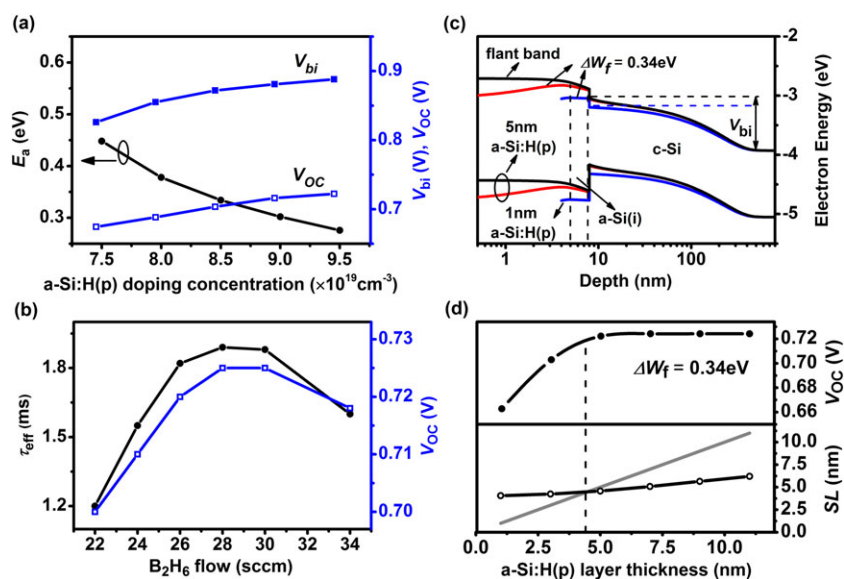 (a)
V_bi
V_OC
0.6
0.5
0.4
0.3
E_a (eV)
0.9
0.8
0.7
V_bi (V), V_OC (V)
7.5 8.0 8.5 9.0 9.5
a-Si:H(p) doping concentration (×10^19cm^-3)
(c)
flant band
ΔW_f = 0.34eV
5nm
a-Si:H(p)
1nm
a-Si:H(p)
a-Si(i)
c-Si
V_bi
-2
-3
-4
-5
Electron Energy (eV)
1 10 100
Depth (nm)
(b)
1.8
1.5
1.2
τ_eff (ms)
0.73
0.72
0.71
0.70
V_OC (V)
22 24 26 28 30 32 34
B_2H_6 flow (sccm)
(d)
ΔW_f = 0.34eV
0.72
0.70
0.68
0.66
V_OC (V)
10.0
7.5
5.0
2.5
0.0
SL (nm)
0.0 2.5 5.0 7.5 10.0
a-Si:H(p) layer thickness (nm)